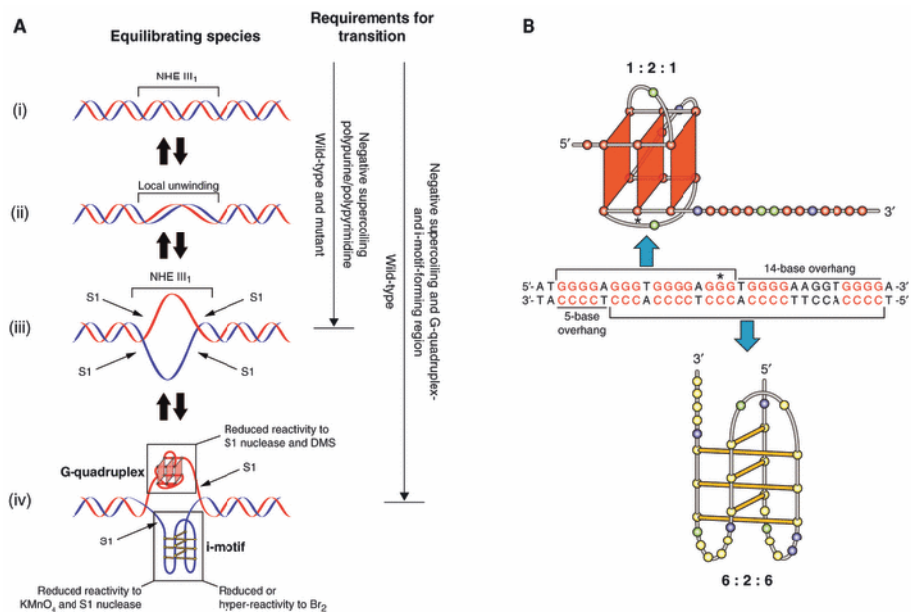 A
Equilibrating species
Requirements for
transition
(i)
NHE III₁
(ii)
Local unwinding
(iii)
NHE III₁
S1
S1
S1
S1
(iv)
Reduced reactivity to
S1 nuclease and DMS
G-quadruplex
S1
S1
i-motif
Reduced reactivity to
KMnO₄ and S1 nuclease
Reduced or
hyper-reactivity to Br₂
Negative supercoiling
polypurine/polypyrimidine
Wild-type and mutant
Negative supercoiling and G-quadruplex-
and i-motif-forming region
Wild-type
B
1 : 2 : 1
5′
3′
*
*
14-base overhang
5′- ATGGGGAGGGTGGGGAGGGTGGGGAAGGTGGGGA-3′
3′- TACCCCTCCCACCCCTCCCACCCCTTCCACCCCT-5′
5-base
overhang
3′
5′
6 : 2 : 6